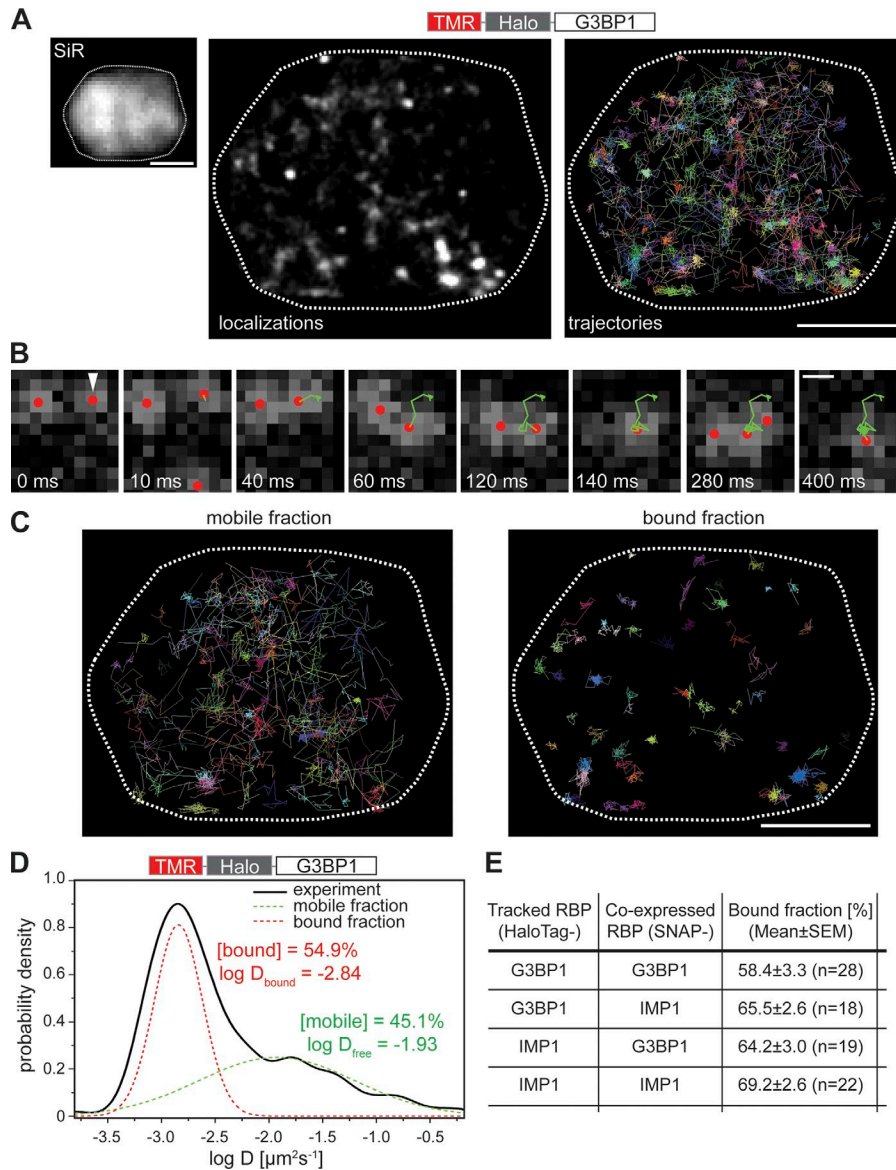 A
TMR Halo G3BP1
SiR
localizations
trajectories
B
0 ms
10 ms
40 ms
60 ms
120 ms
140 ms
280 ms
400 ms
C
mobile fraction
bound fraction
D
TMR Halo G3BP1
experiment
mobile fraction
bound fraction
[bound] = 54.9%
log D_bound = -2.84
[mobile] = 45.1%
log D_free = -1.93
probability density
1.0
0.8
0.6
0.4
0.2
0
-3.5 -3.0 -2.5 -2.0 -1.5 -1.0 -0.5
log D [µm²s⁻¹]
E
Tracked RBP (HaloTag-) Co-expressed RBP (SNAP-) Bound fraction [%] (Mean±SEM)
G3BP1 G3BP1 58.4±3.3 (n=28)
G3BP1 IMP1 65.5±2.6 (n=18)
IMP1 G3BP1 64.2±3.0 (n=19)
IMP1 IMP1 69.2±2.6 (n=22)